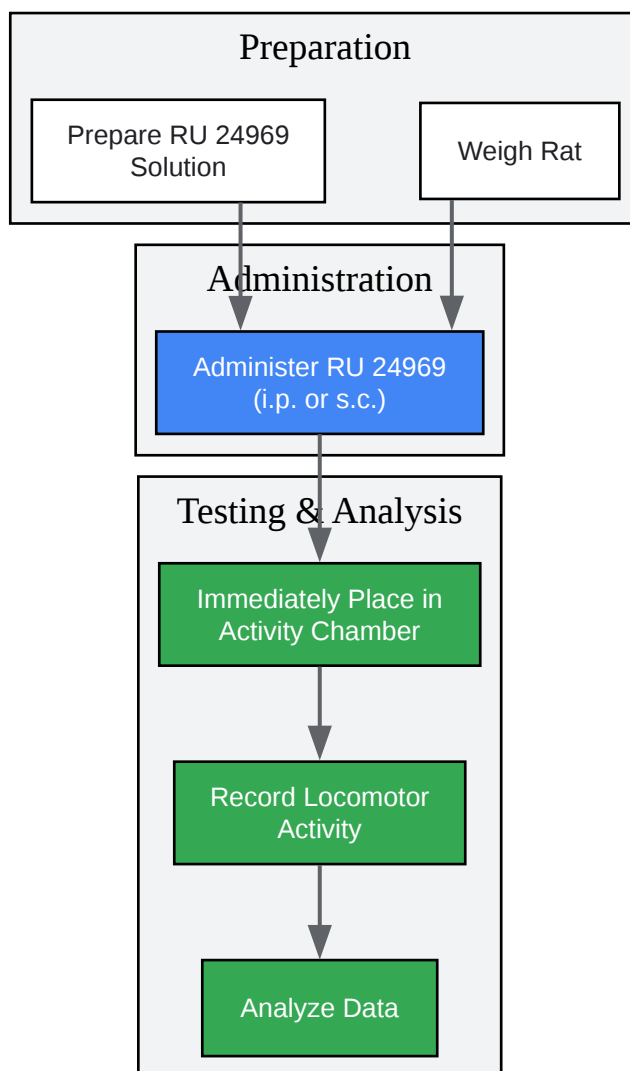 Preparation
Prepare RU 24969
Solution
Weigh Rat
Administration
Administer RU 24969
(i.p. or s.c.)
Testing & Analysis
Immediately Place in
Activity Chamber
Record Locomotor
Activity
Analyze Data